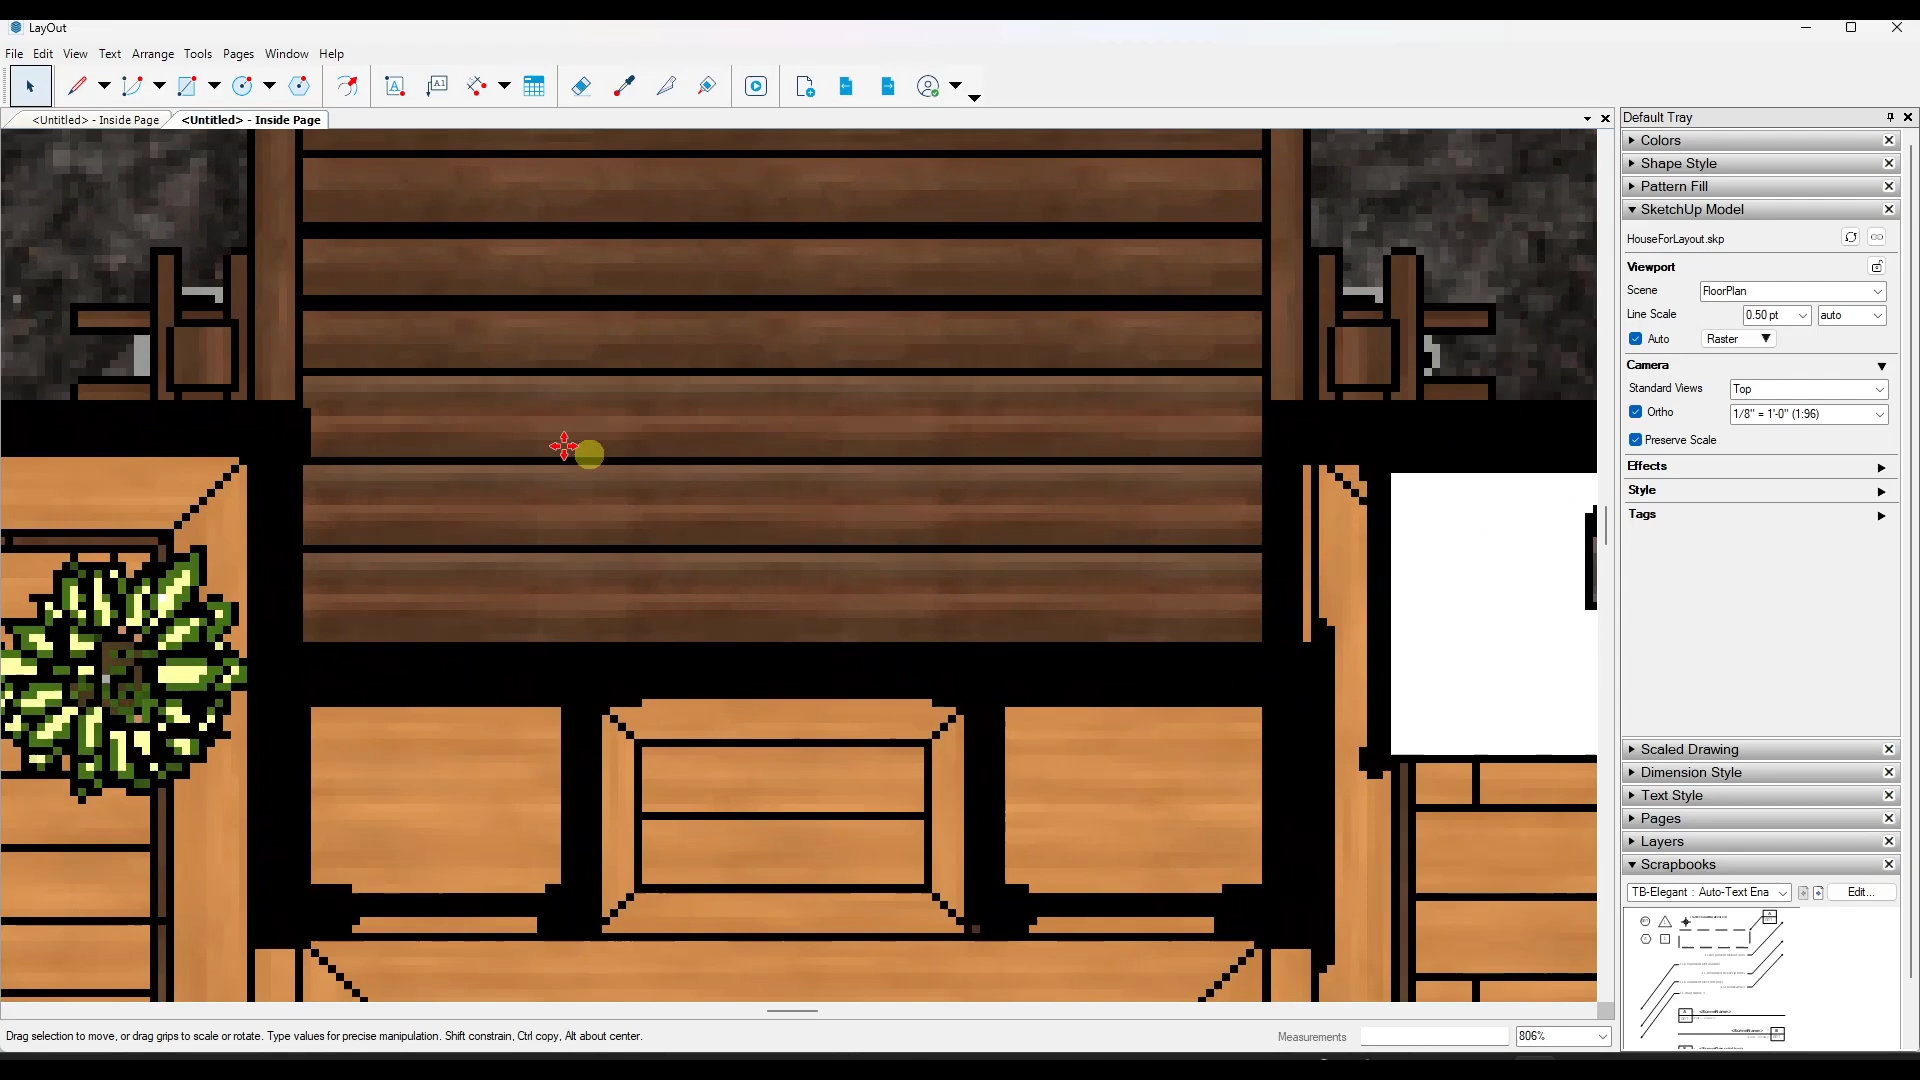 LayOut
File Edit View Text Arrange Tools Pages Window Help
<Untitled> - Inside Page
<Untitled> - Inside Page
Default Tray
Colors
Shape Style
Pattern Fill
SketchUp Model
HouseForLayout.skp
Viewport
Scene FloorPlan
Line Scale 0.50 pt auto
Auto Raster
Camera
Standard Views Top
Ortho 1/8" = 1'-0" (1:96)
Preserve Scale
Effects
Style
Tags
Scaled Drawing
Dimension Style
Text Style
Pages
Layers
Scrapbooks
TB-Elegant : Auto-Text Ena Edit...
Drag selection to move, or drag grips to scale or rotate. Type values for precise manipulation. Shift constrain, Ctrl copy, Alt about center.
Measurements
806%